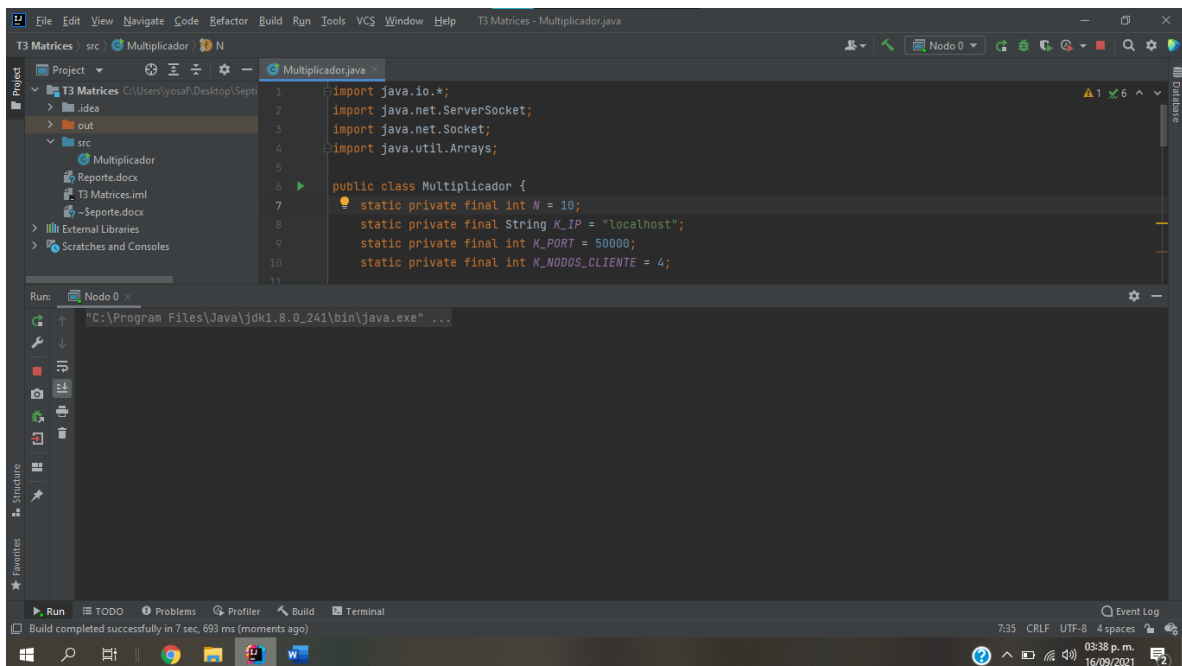 File Edit View Navigate Code Refactor Build Run Tools VCS Window Help T3 Matrices - Multiplicador.java
T3 Matrices src Multiplicador N
Nodo 0
Project
Multiplicador.java
T3 Matrices C:\Users\yosaf\Desktop\Septi
.idea
out
src
Multiplicador
Reporte.docx
T3 Matrices.iml
~$eporte.docx
External Libraries
Scratches and Consoles
1 import java.io.*;
2 import java.net.ServerSocket;
3 import java.net.Socket;
4 import java.util.Arrays;
5
6 public class Multiplicador {
7 static private final int N = 10;
8 static private final String K_IP = "localhost";
9 static private final int K_PORT = 50000;
10 static private final int K_NODOS_CLIENTE = 4;
11
1 6
Project
Database
Structure
Favorites
Run: Nodo 0
"C:\Program Files\Java\jdk1.8.0_241\bin\java.exe" ...
Run TODO Problems Profiler Build Terminal Event Log
Build completed successfully in 7 sec, 693 ms (moments ago) 7:35 CRLF UTF-8 4 spaces
03:38 p. m.
16/09/2021
2